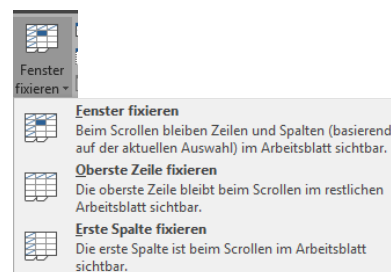 Fenster
fixieren
Fenster fixieren
Beim Scrollen bleiben Zeilen und Spalten (basierend
auf der aktuellen Auswahl) im Arbeitsblatt sichtbar.
Oberste Zeile fixieren
Die oberste Zeile bleibt beim Scrollen im restlichen
Arbeitsblatt sichtbar.
Erste Spalte fixieren
Die erste Spalte ist beim Scrollen im Arbeitsblatt
sichtbar.